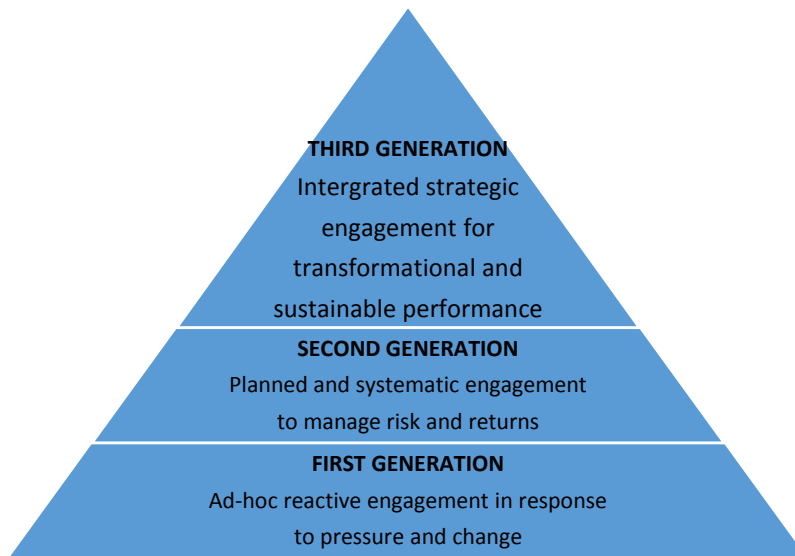 THIRD GENERATION
Intergrated strategic
engagement for
transformational and
sustainable performance
SECOND GENERATION
Planned and systematic engagement
to manage risk and returns
FIRST GENERATION
Ad-hoc reactive engagement in response
to pressure and change